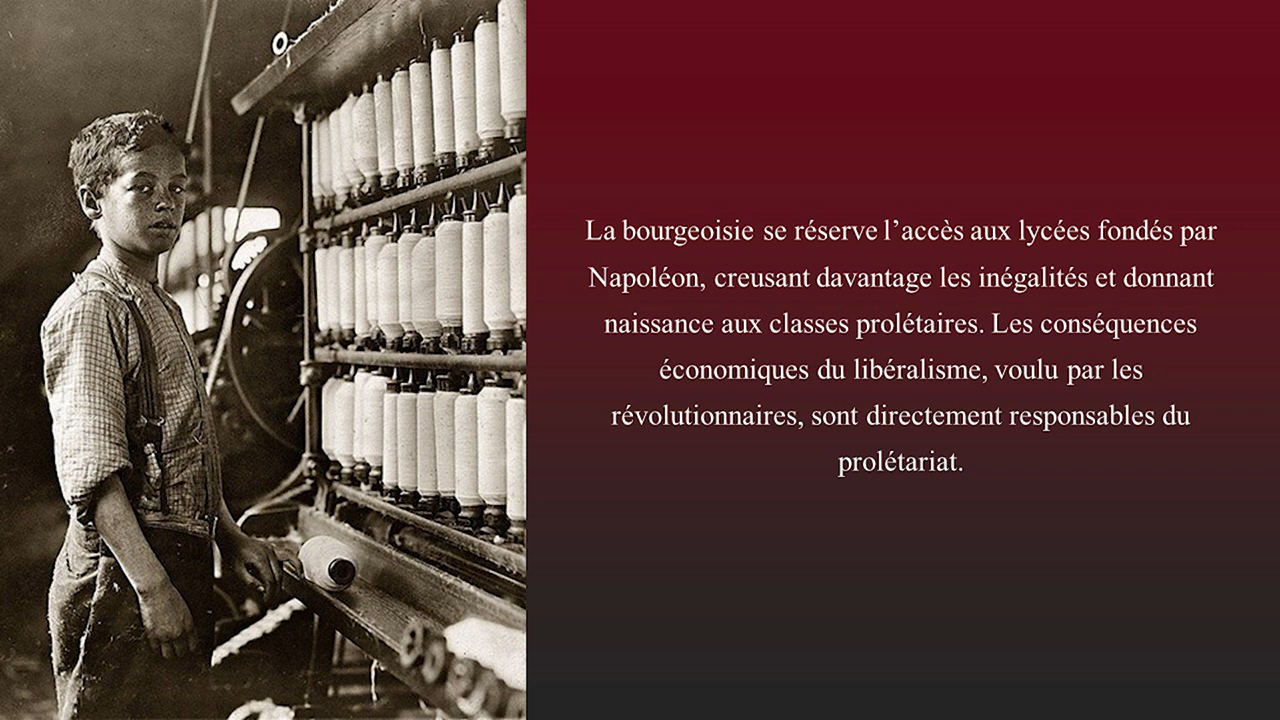 La bourgeoisie se réserve l’accès aux lycées fondés par
Napoléon, creusant davantage les inégalités et donnant
naissance aux classes prolétaires. Les conséquences
économiques du libéralisme, voulu par les
révolutionnaires, sont directement responsables du
prolétariat.